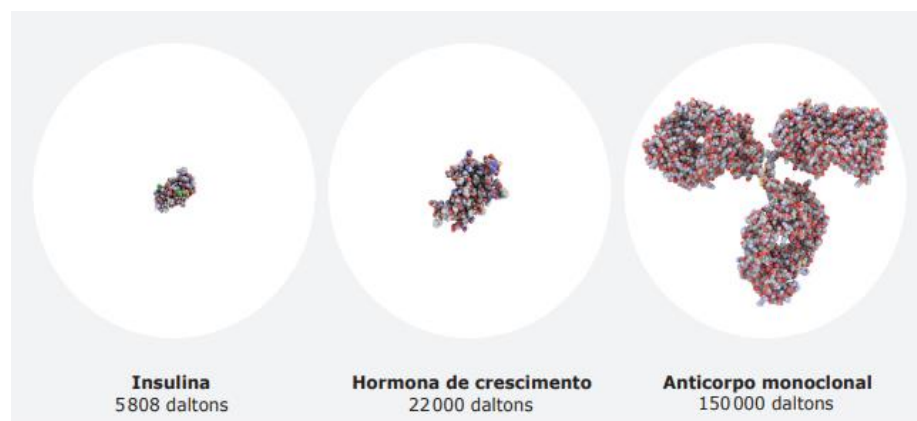 Insulina
5808 daltons
Hormona de crescimento
22000 daltons
Anticorpo monoclonal
150000 daltons